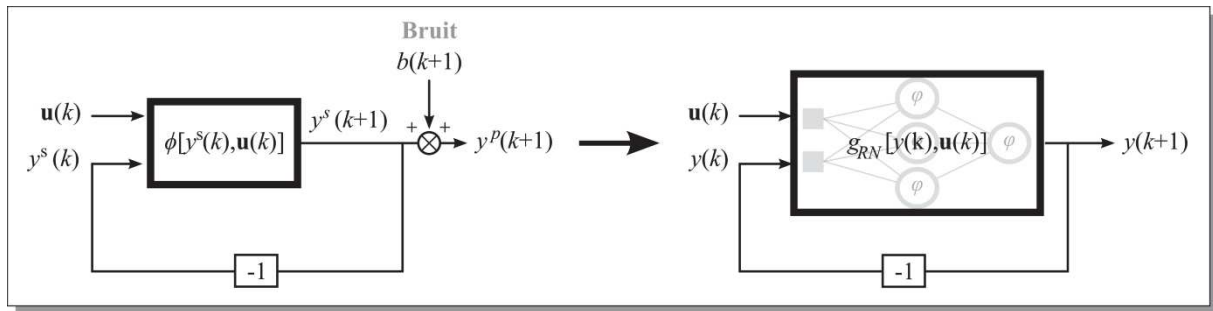 Bruit
b(k+1)
u(k)
y^s (k+1)
ϕ[y^s(k),u(k)]
+ +
y^p(k+1)
y^s (k)
-1
φ
u(k)
g_RN [y(k),u(k)]
φ
y(k+1)
y(k)
φ
-1